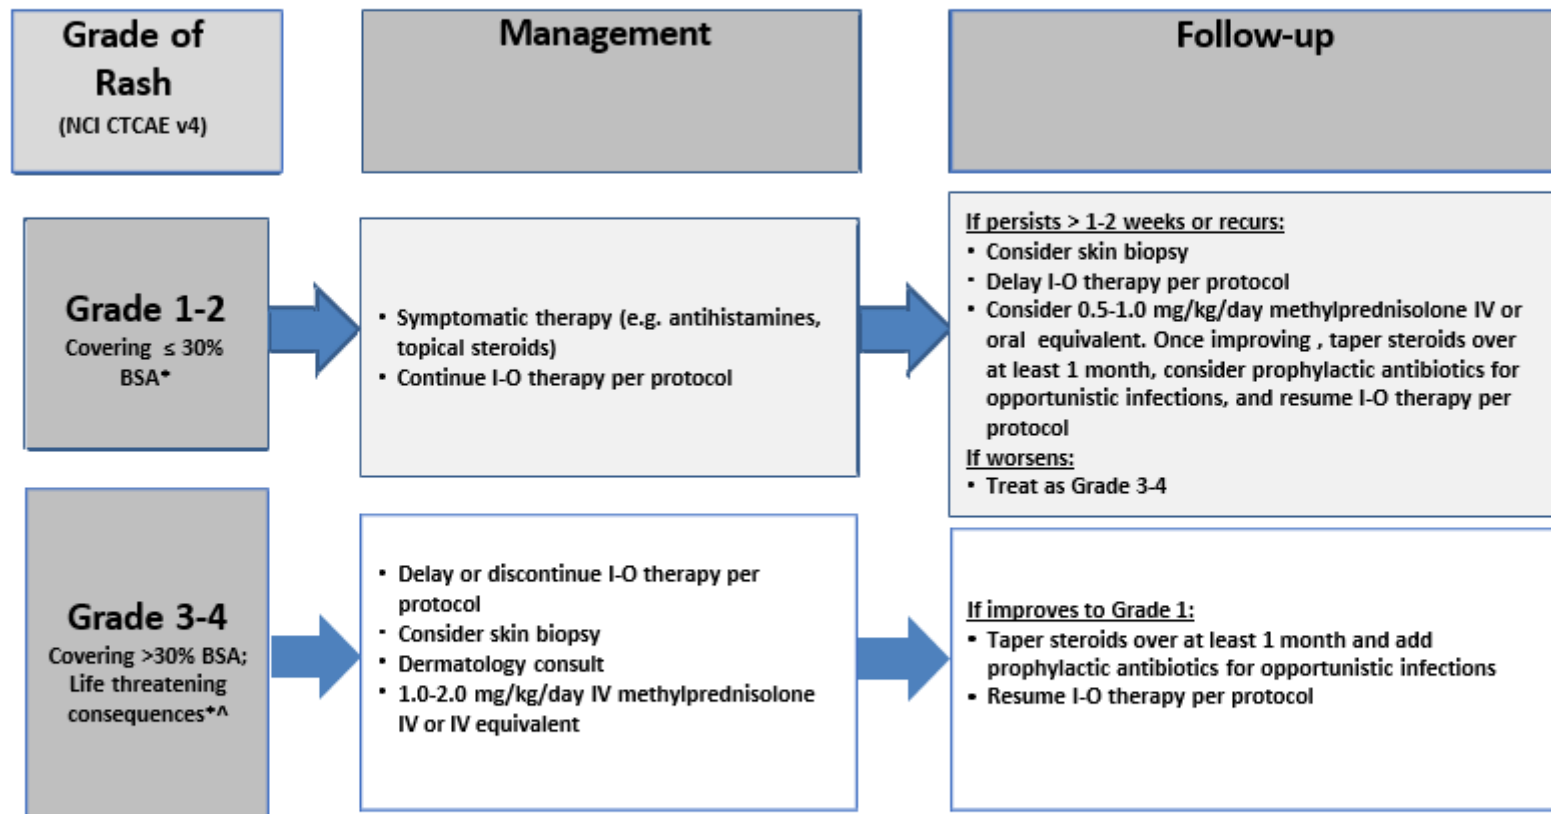 Grade of
Rash
(NCI CTCAE v4)
Management
Follow-up
Grade 1-2
Covering ≤ 30%
BSA*
• Symptomatic therapy (e.g. antihistamines,
topical steroids)
• Continue I-O therapy per protocol
If persists > 1-2 weeks or recurs:
• Consider skin biopsy
• Delay I-O therapy per protocol
• Consider 0.5-1.0 mg/kg/day methylprednisolone IV or
oral equivalent. Once improving , taper steroids over
at least 1 month, consider prophylactic antibiotics for
opportunistic infections, and resume I-O therapy per
protocol
If worsens:
• Treat as Grade 3-4
Grade 3-4
Covering >30% BSA;
Life threatening
consequences*^
• Delay or discontinue I-O therapy per
protocol
• Consider skin biopsy
• Dermatology consult
• 1.0-2.0 mg/kg/day IV methylprednisolone
IV or IV equivalent
If improves to Grade 1:
• Taper steroids over at least 1 month and add
prophylactic antibiotics for opportunistic infections
• Resume I-O therapy per protocol